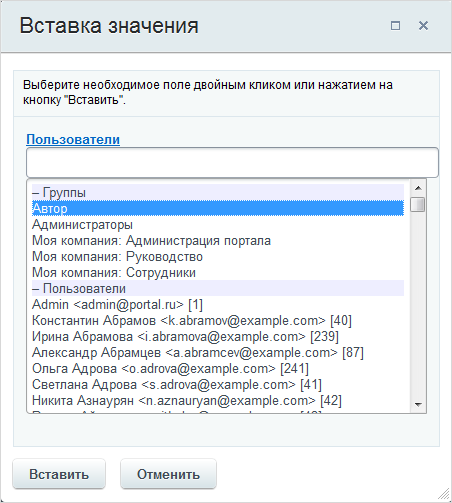 Вставка значения
Выберите необходимое поле двойным кликом или нажатием на
кнопку "Вставить".
Пользователи
– Группы
Автор
Администраторы
Моя компания: Администрация портала
Моя компания: Руководство
Моя компания: Сотрудники
– Пользователи
Admin <admin@portal.ru> [1]
Константин Абрамов <k.abramov@example.com> [40]
Ирина Абрамова <i.abramova@example.com> [239]
Александр Абрамцев <a.abramcev@example.com> [87]
Ольга Адрова <o.adrova@example.com> [241]
Светлана Адрова <s.adrova@example.com> [41]
Никита Азнаурян <n.aznauryan@example.com> [42]
Вставить Отменить